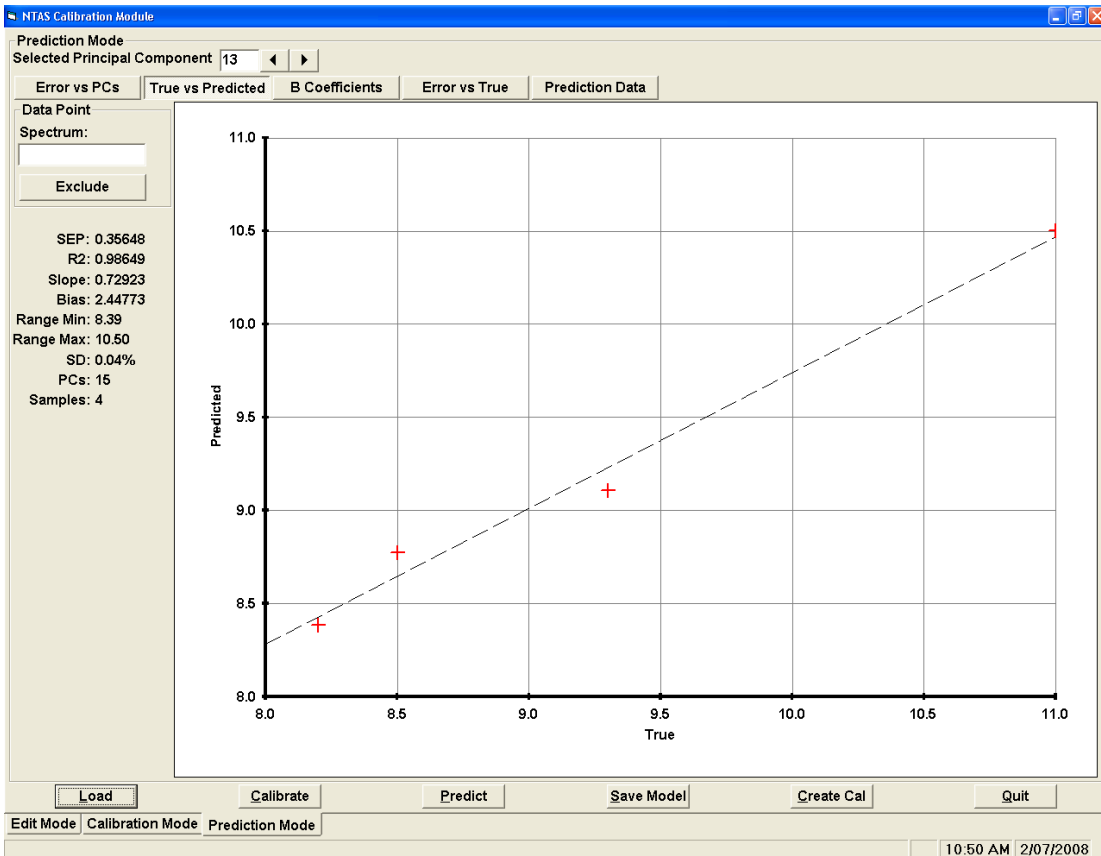 NTAS Calibration Module
Prediction Mode
Selected Principal Component 13
Error vs PCs True vs Predicted B Coefficients Error vs True Prediction Data
Data Point
Spectrum:
Exclude
SEP: 0.35648
R2: 0.98649
Slope: 0.72923
Bias: 2.44773
Range Min: 8.39
Range Max: 10.50
SD: 0.04%
PCs: 15
Samples: 4
11.0
10.5
10.0
9.5
9.0
8.5
8.0
Predicted
8.0 8.5 9.0 9.5 10.0 10.5 11.0
True
Load Calibrate Predict Save Model Create Cal Quit
Edit Mode Calibration Mode Prediction Mode
10:50 AM 2/07/2008